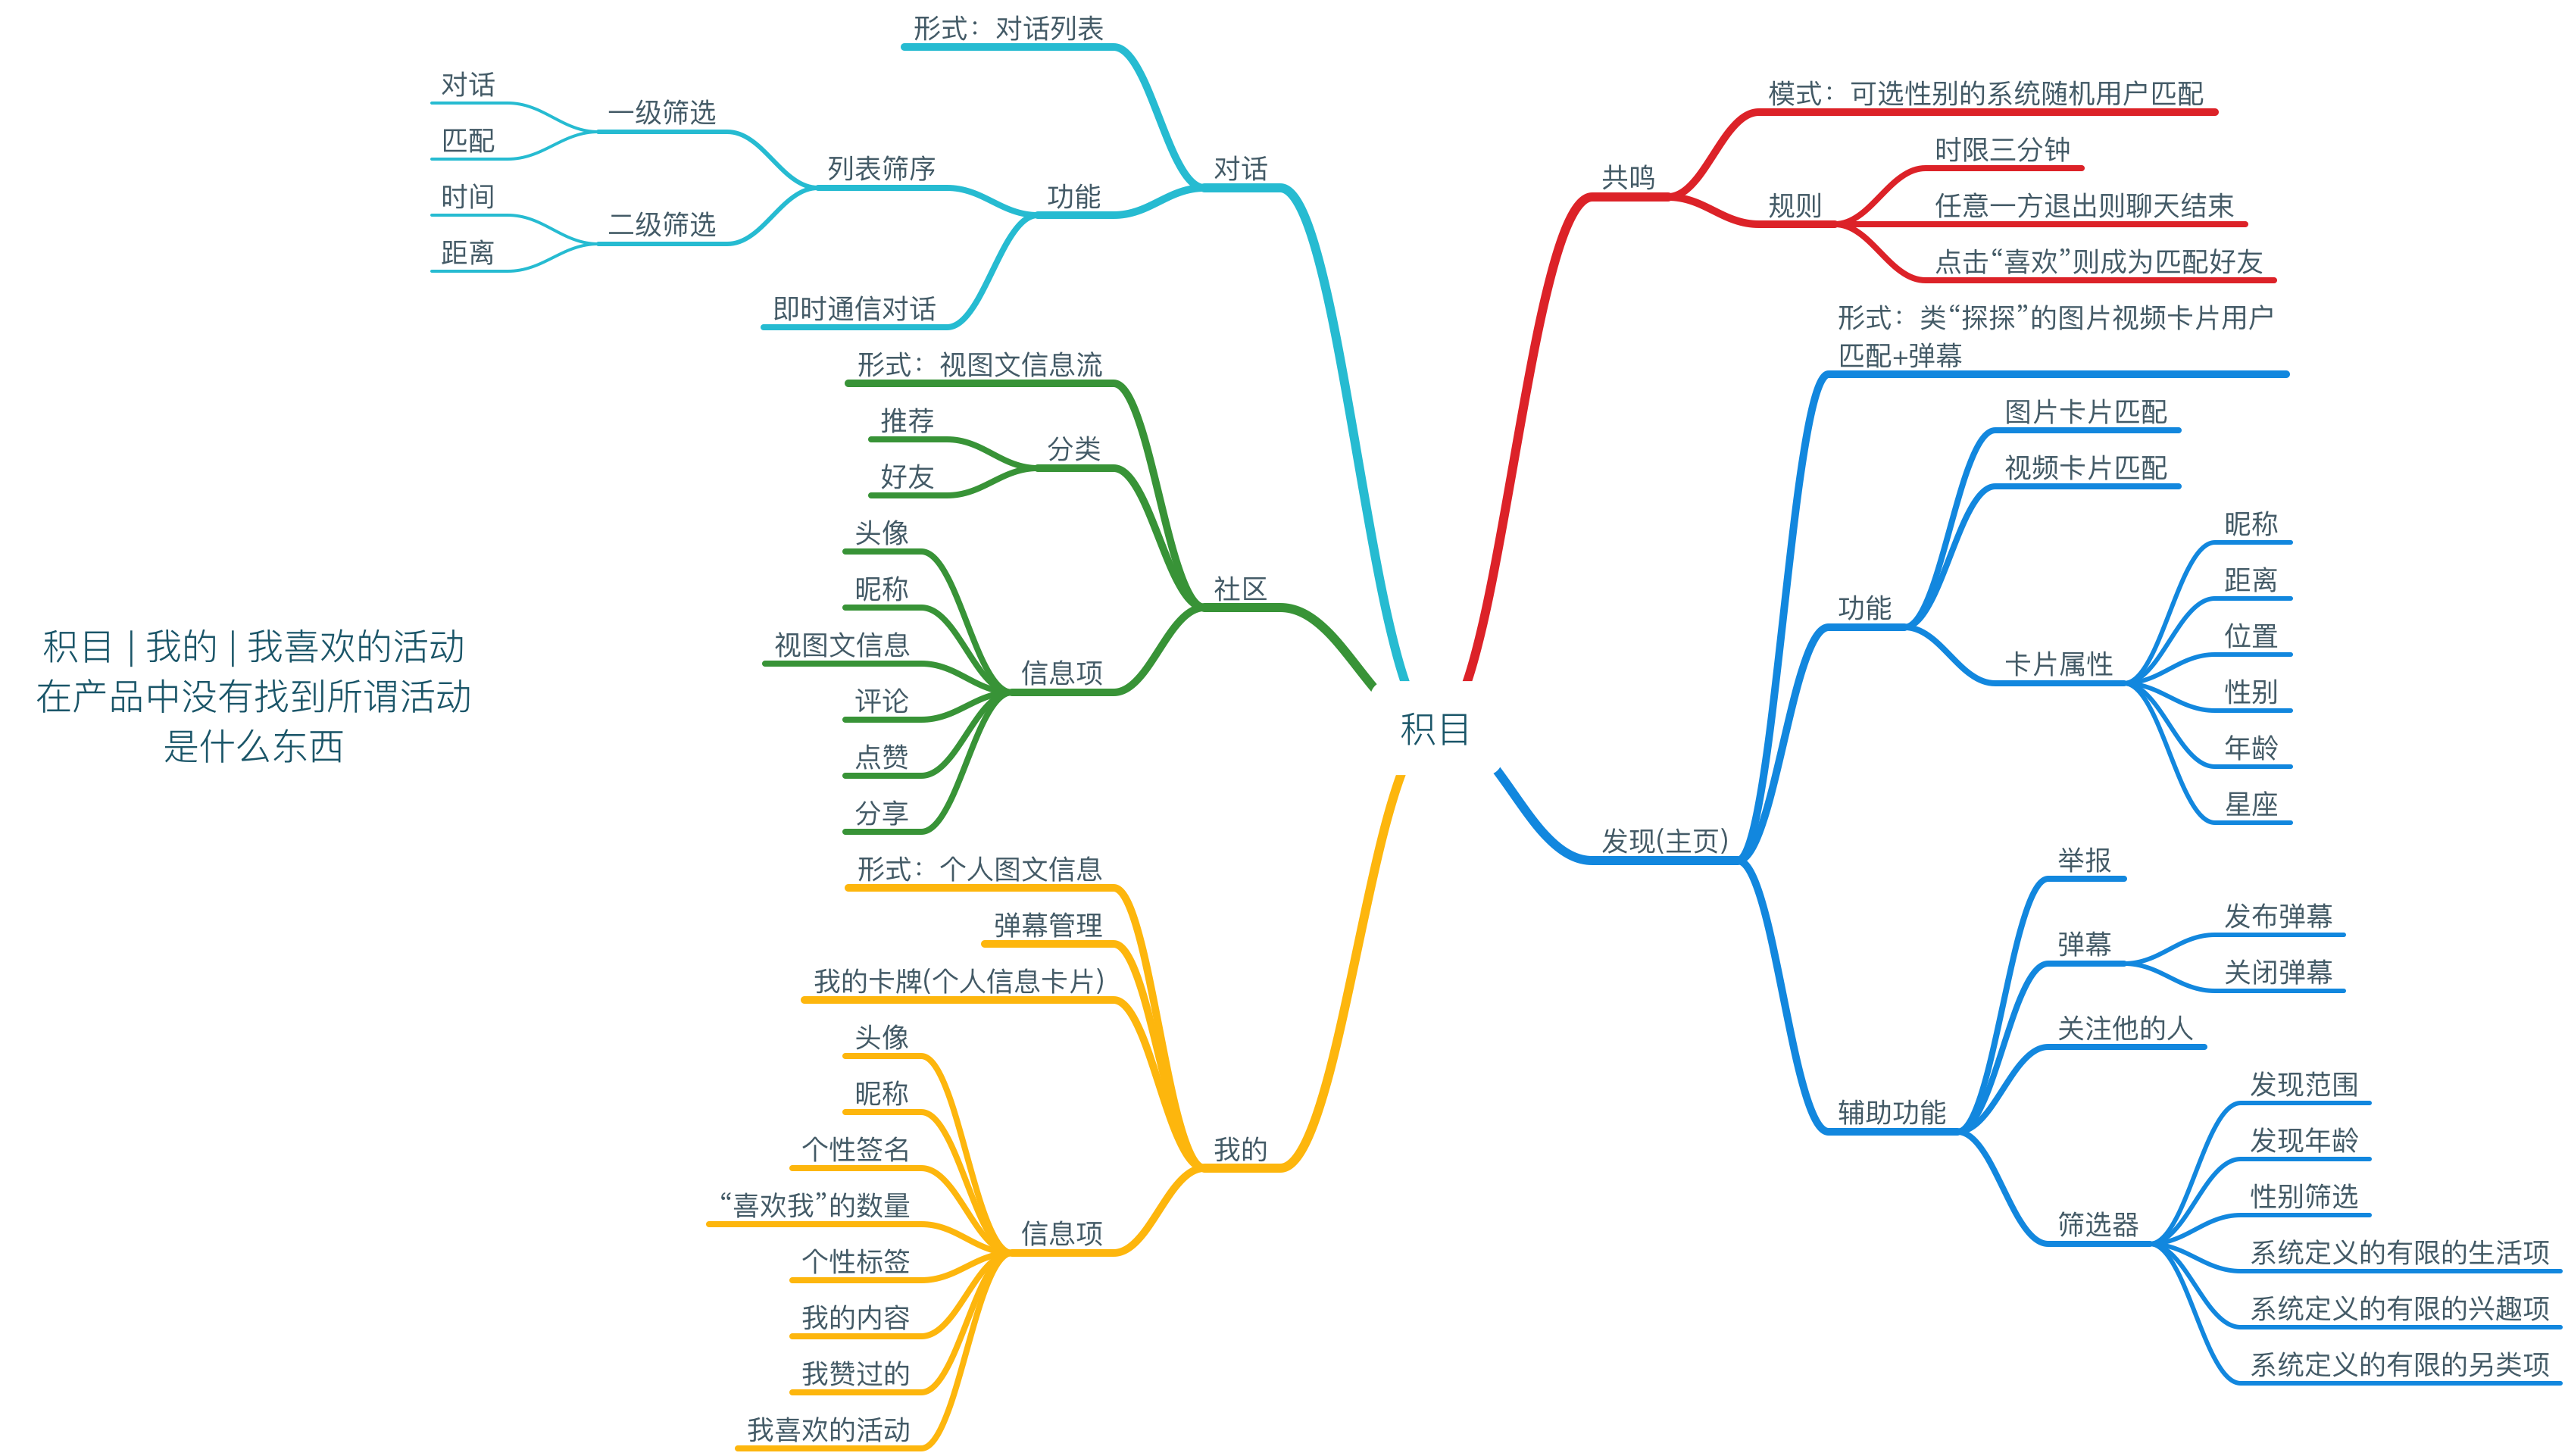 积目
共鸣
模式：可选性别的系统随机用户匹配
规则
时限三分钟
任意一方退出则聊天结束
点击“喜欢”则成为匹配好友
发现(主页)
形式：类“探探”的图片视频卡片用户
匹配+弹幕
功能
图片卡片匹配
视频卡片匹配
卡片属性
昵称
距离
位置
性别
年龄
星座
辅助功能
举报
弹幕
发布弹幕
关闭弹幕
关注他的人
筛选器
发现范围
发现年龄
性别筛选
系统定义的有限的生活项
系统定义的有限的兴趣项
系统定义的有限的另类项
对话
形式：对话列表
功能
列表筛序
一级筛选
对话
匹配
二级筛选
时间
距离
即时通信对话
社区
形式：视图文信息流
分类
推荐
好友
信息项
头像
昵称
视图文信息
评论
点赞
分享
我的
形式：个人图文信息
弹幕管理
我的卡牌(个人信息卡片)
信息项
头像
昵称
个性签名
“喜欢我”的数量
个性标签
我的内容
我赞过的
我喜欢的活动
积目 | 我的 | 我喜欢的活动
在产品中没有找到所谓活动
是什么东西